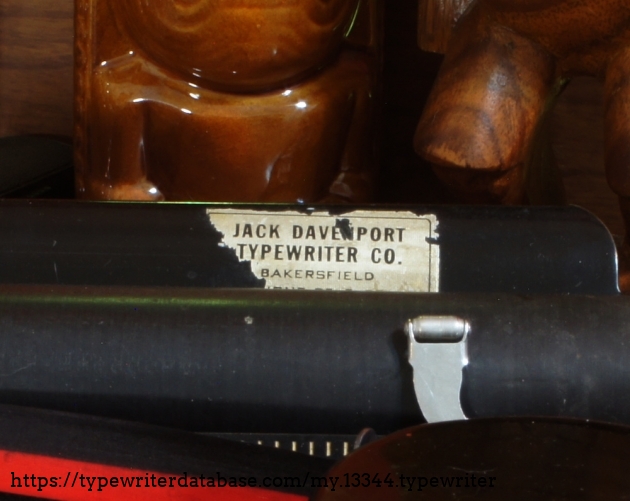 JACK DAVENPORT
TYPEWRITER CO.
BAKERSFIELD
https://typewriterdatabase.com/my.13344.typewriter